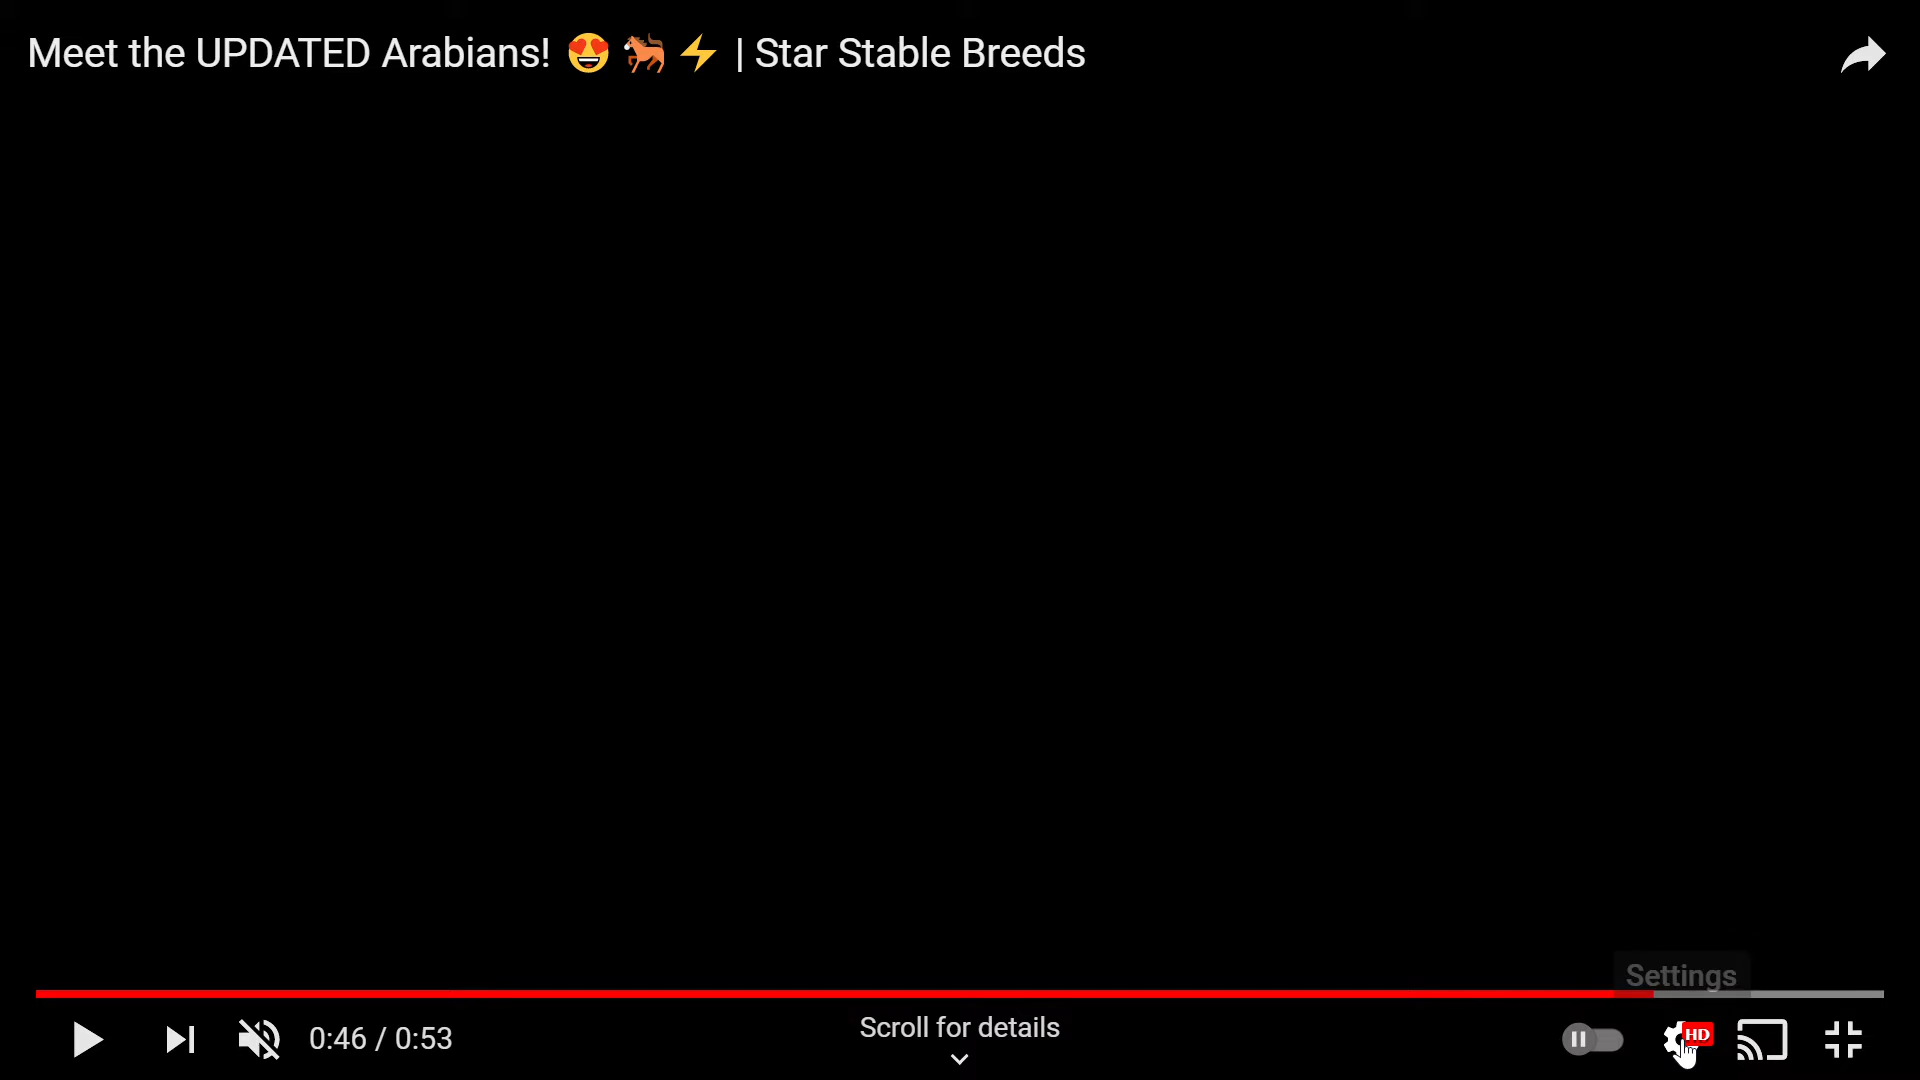 Meet the UPDATED Arabians! 😍 🐎 ⚡ | Star Stable Breeds
Settings
0:46 / 0:53
Scroll for details
HD